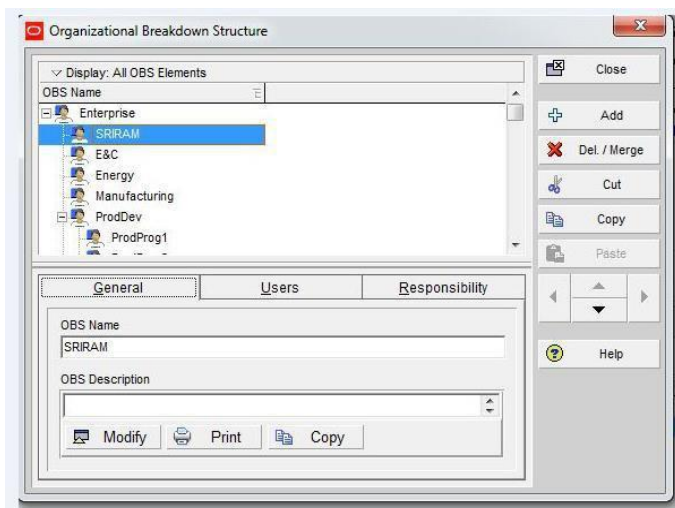 Organizational Breakdown Structure
Display: All OBS Elements
OBS Name
Enterprise
SRIRAM
E&C
Energy
Manufacturing
ProdDev
ProdProg1
General Users Responsibility
OBS Name
SRIRAM
OBS Description
Modify Print Copy
Close
Add
Del. / Merge
Cut
Copy
Paste
Help